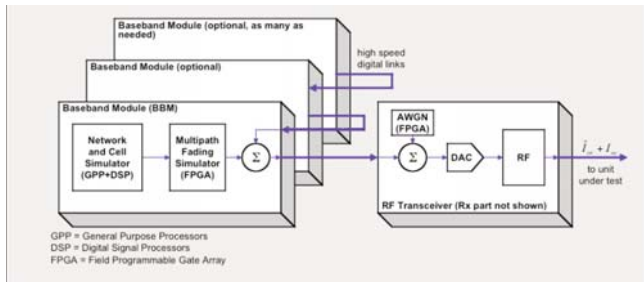 Baseband Module (optional, as many as
needed)
Baseband Module (optional)
high speed
digital links
Baseband Module (BBM)
Network
and Cell
Simulator
(GPP+DSP)
Multipath
Fading
Simulator
(FPGA)
Σ
AWGN
(FPGA)
Σ
DAC
RF
to unit
under test
RF Transceiver (Rx part not shown)
GPP = General Purpose Processors
DSP = Digital Signal Processors
FPGA = Field Programmable Gate Array